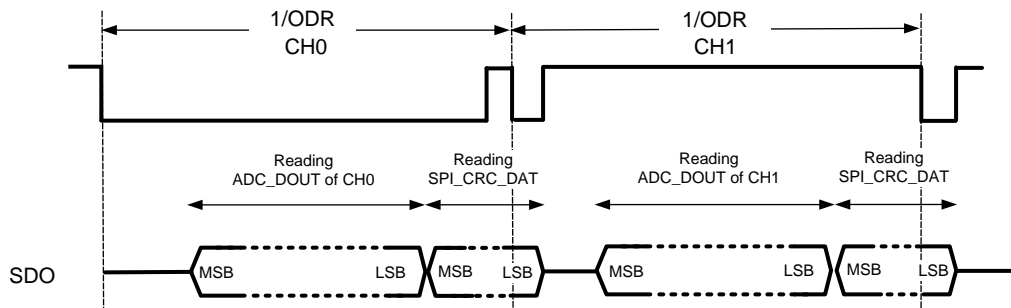 1/ODR
CH0
1/ODR
CH1
Reading
ADC_DOUT of CH0
Reading
SPI_CRC_DAT
Reading
ADC_DOUT of CH1
Reading
SPI_CRC_DAT
SDO
MSB
LSB
MSB
LSB
MSB
LSB
MSB
LSB